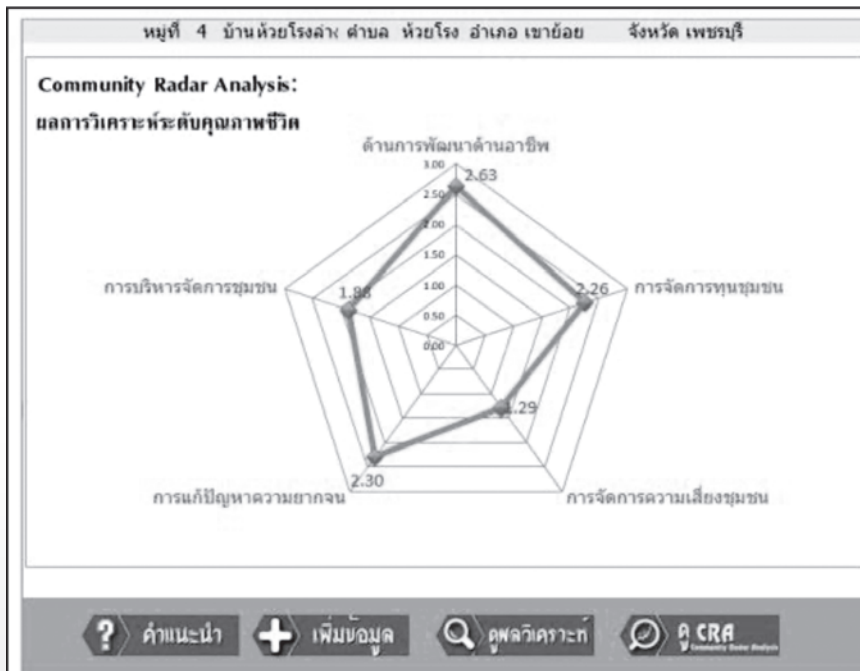 หมู่ที่ 4 บ้านห้วยโรงล่าง ตำบล ห้วยโรง อำเภอ เขาย้อย จังหวัด เพชรบุรี
Community Radar Analysis:
ผลการวิเคราะห์ระดับคุณภาพชีวิต
ด้านการพัฒนาด้านอาชีพ
3.00
2.63
2.50
2.00
1.50
1.00
0.50
0.00
การบริหารจัดการชุมชน
1.88
2.26
การจัดการทุนชุมชน
1.29
2.30
การแก้ปัญหาความยากจน
การจัดการความเสี่ยงชุมชน
? คำแนะนำ
เพิ่มข้อมูล
ดูผลวิเคราะห์
ดู CRA
Community Radar Analysis